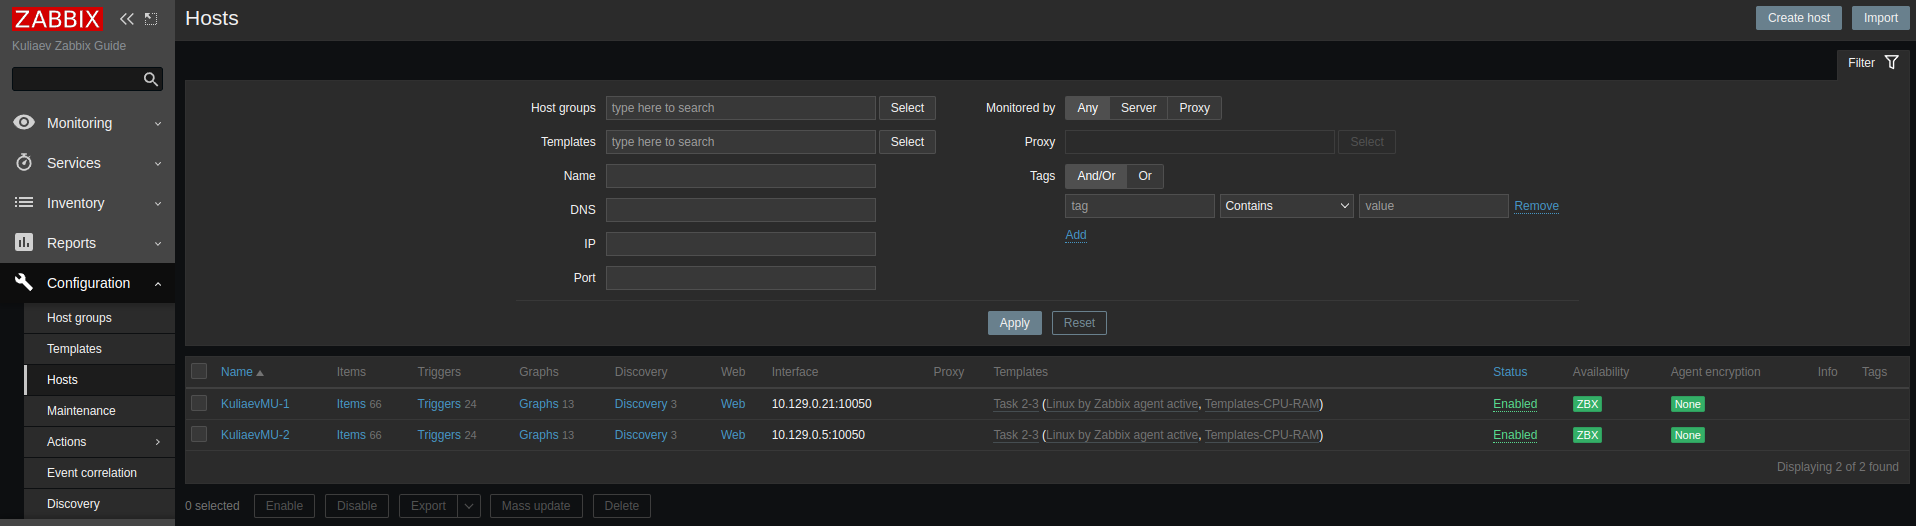 ZABBIX
Kuliaev Zabbix Guide
Monitoring
Services
Inventory
Reports
Configuration
Host groups
Templates
Hosts
Maintenance
Actions
Event correlation
Discovery
Hosts
Create host Import
Filter
Host groups type here to search Select
Templates type here to search Select
Name
DNS
IP
Port
Monitored by Any Server Proxy
Proxy Select
Tags And/Or Or
tag Contains value Remove
Add
Apply Reset
Name Items Triggers Graphs Discovery Web Interface Proxy Templates Status Availability Agent encryption Info Tags
KuliaevMU-1 Items 66 Triggers 24 Graphs 13 Discovery 3 Web 10.129.0.21:10050 Task 2-3 (Linux by Zabbix agent active, Templates-CPU-RAM) Enabled ZBX None
KuliaevMU-2 Items 66 Triggers 24 Graphs 13 Discovery 3 Web 10.129.0.5:10050 Task 2-3 (Linux by Zabbix agent active, Templates-CPU-RAM) Enabled ZBX None
Displaying 2 of 2 found
0 selected Enable Disable Export Mass update Delete